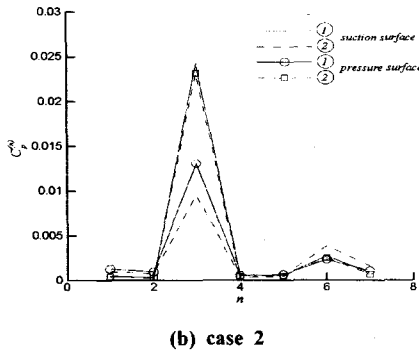 0.03
0.025
0.02
0.015
0.01
0.005
0
0 2 4 6 8
n
C_p^(n)
① suction surface
②
① pressure surface
②
(b) case 2